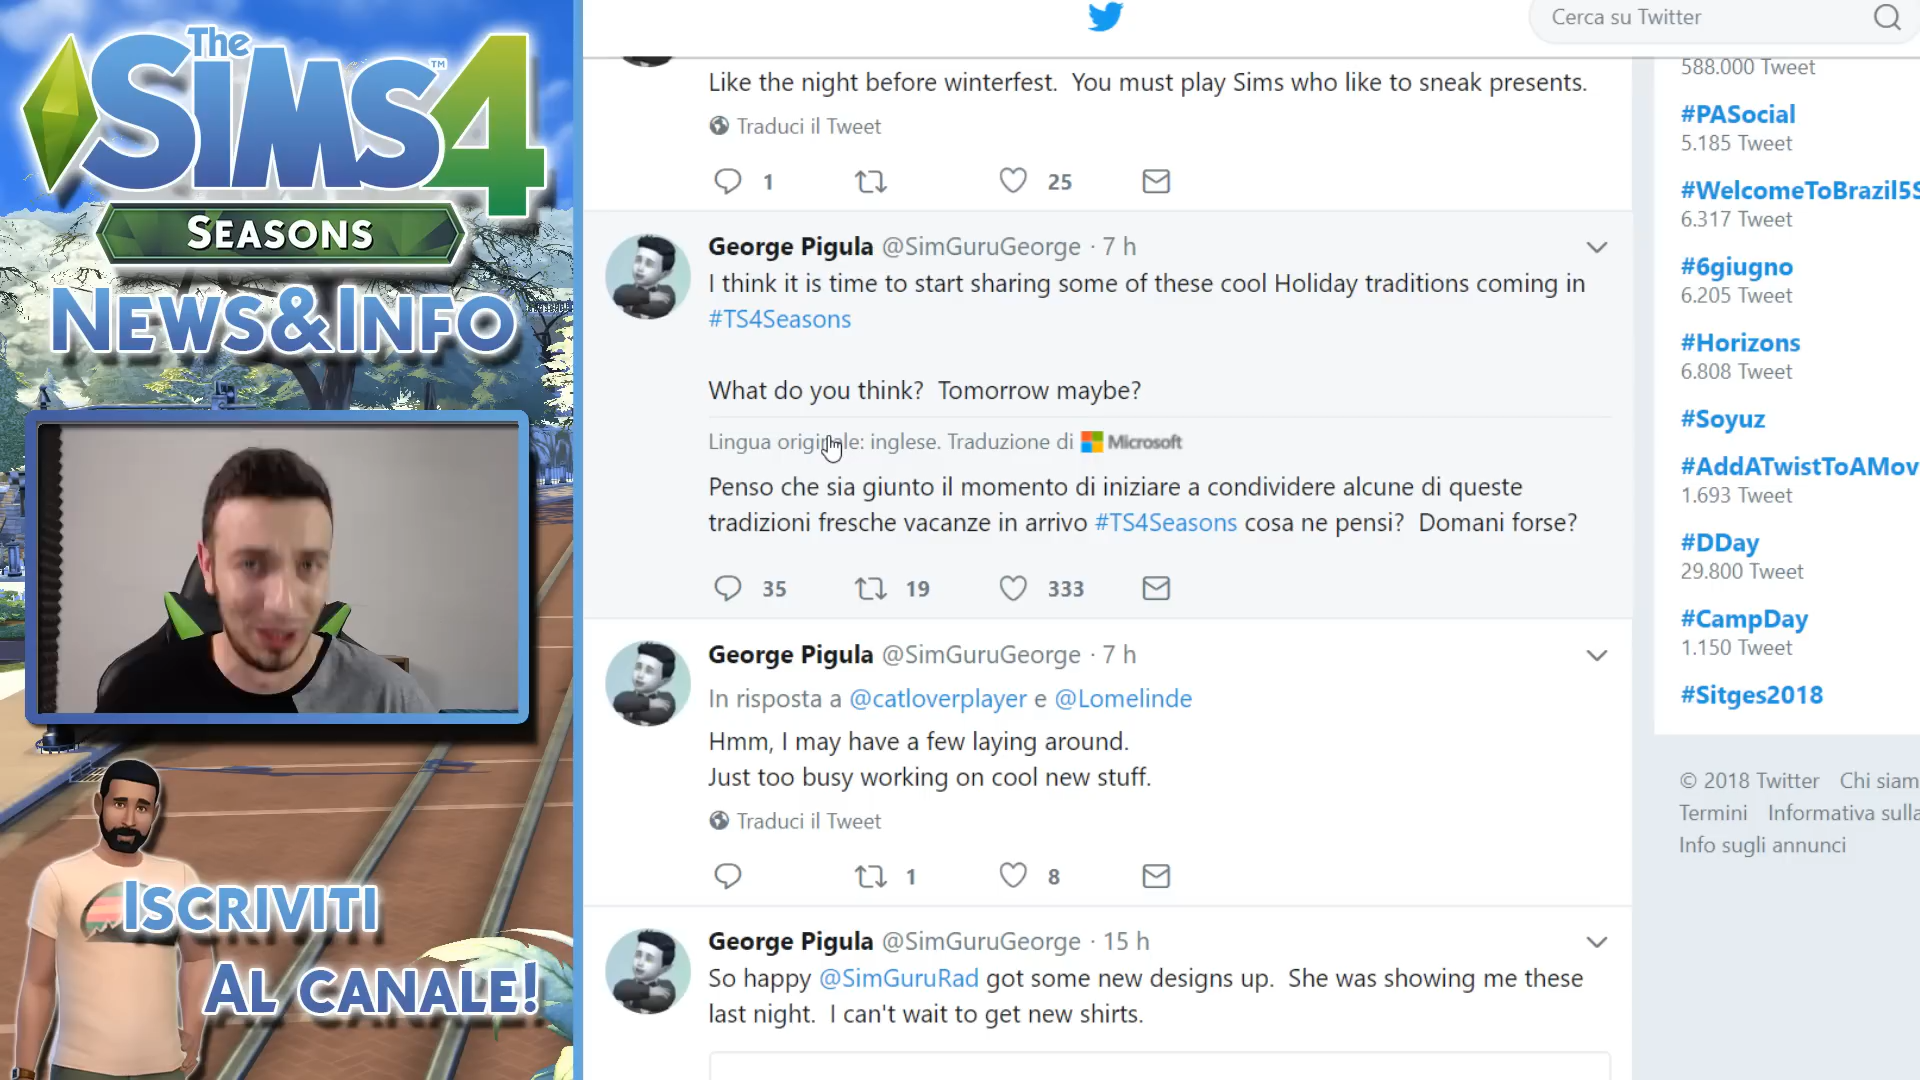 The
SIMS 4
™
SEASONS
NEWS&INFO
ISCRIVITI
AL CANALE!
Cerca su Twitter
Like the night before winterfest. You must play Sims who like to sneak presents.
Traduci il Tweet
1
25
George Pigula @SimGuruGeorge · 7 h
I think it is time to start sharing some of these cool Holiday traditions coming in
#TS4Seasons
What do you think? Tomorrow maybe?
Lingua originale: inglese. Traduzione di Microsoft
Penso che sia giunto il momento di iniziare a condividere alcune di queste
tradizioni fresche vacanze in arrivo #TS4Seasons cosa ne pensi? Domani forse?
35 19 333
George Pigula @SimGuruGeorge · 7 h
In risposta a @catloverplayer e @Lomelinde
Hmm, I may have a few laying around.
Just too busy working on cool new stuff.
Traduci il Tweet
1 8
George Pigula @SimGuruGeorge · 15 h
So happy @SimGuruRad got some new designs up. She was showing me these
last night. I can't wait to get new shirts.
588.000 Tweet
#PASocial
5.185 Tweet
#WelcomeToBrazil5S
6.317 Tweet
#6giugno
6.205 Tweet
#Horizons
6.808 Tweet
#Soyuz
#AddATwistToAMov
1.693 Tweet
#DDay
29.800 Tweet
#CampDay
1.150 Tweet
#Sitges2018
© 2018 Twitter Chi siam
Termini Informativa sulla
Info sugli annunci